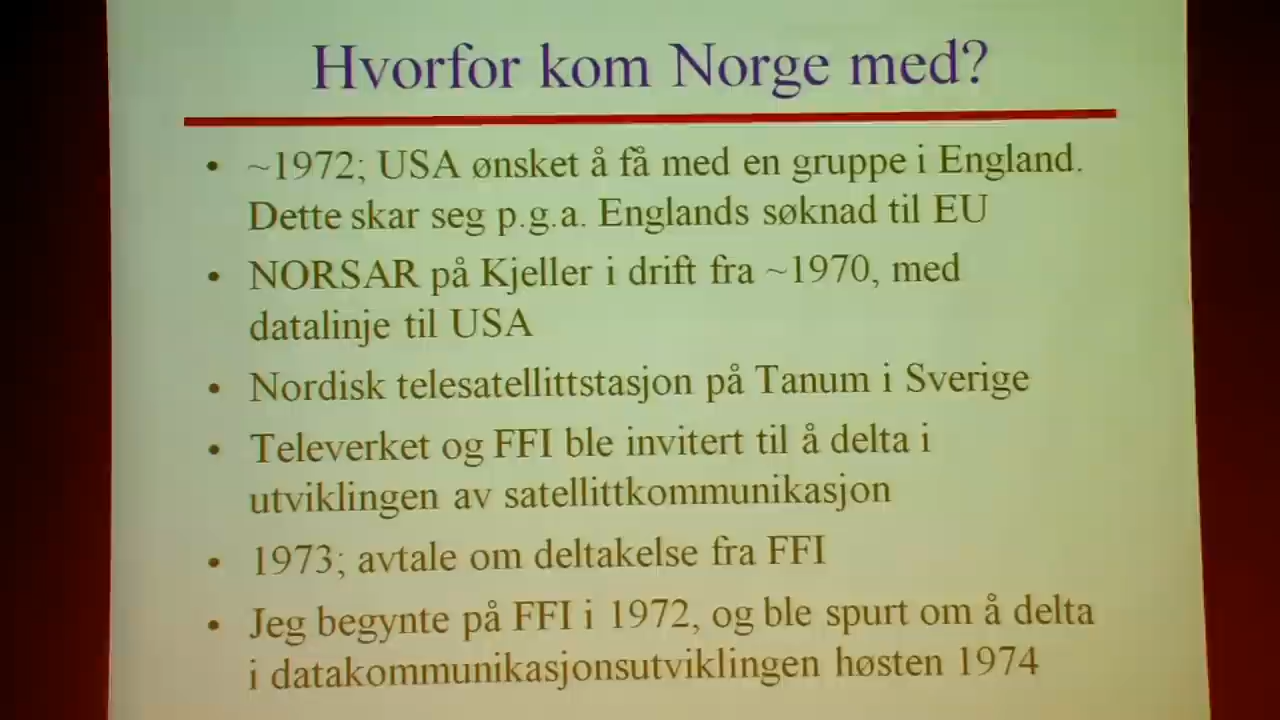 Hvorfor kom Norge med?
• ~1972; USA ønsket å få med en gruppe i England.
Dette skar seg p.g.a. Englands søknad til EU
• NORSAR på Kjeller i drift fra ~1970, med
datalinje til USA
• Nordisk telesatellittstasjon på Tanum i Sverige
• Televerket og FFI ble invitert til å delta i
utviklingen av satellittkommunikasjon
• 1973; avtale om deltakelse fra FFI
• Jeg begynte på FFI i 1972, og ble spurt om å delta
i datakommunikasjonsutviklingen høsten 1974